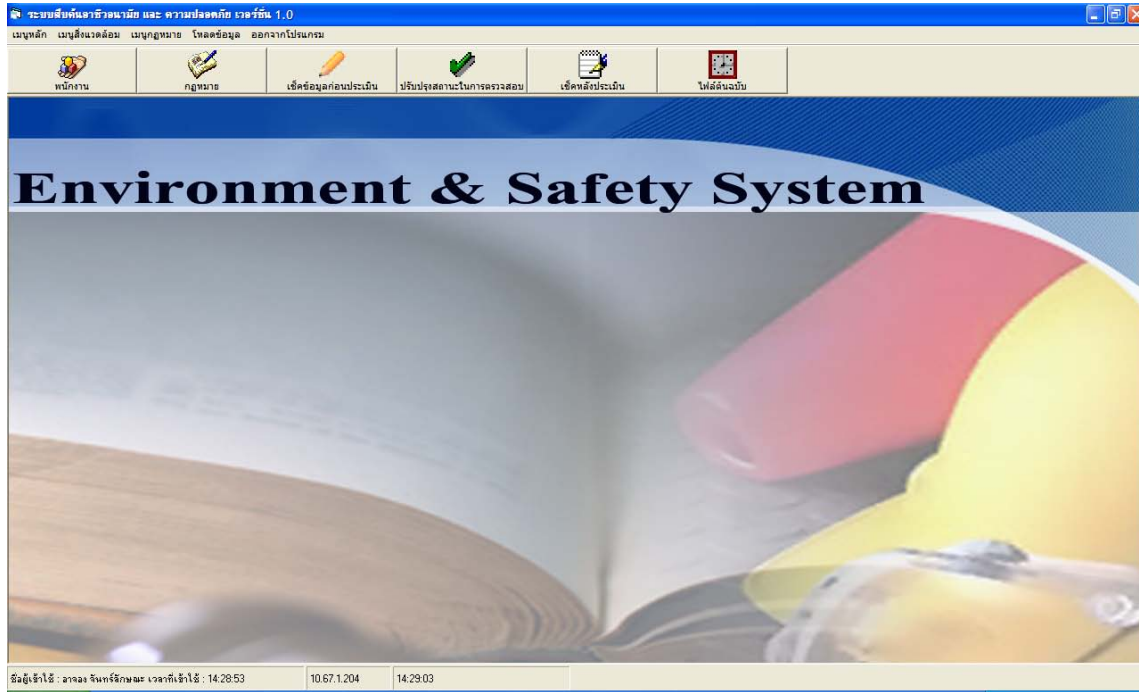 ระบบสืบค้นอาชีวอนามัย และ ความปลอดภัย เวอร์ชั่น 1.0
เมนูหลัก เมนูสิ่งแวดล้อม เมนูกฎหมาย โหลดข้อมูล ออกจากโปรแกรม
พนักงาน กฎหมาย เช็คข้อมูลก่อนประเมิน ปรับปรุงสถานะในการตรวจสอบ เช็คหลังประเมิน ไฟล์ต้นฉบับ
Environment & Safety System
ชื่อผู้เข้าใช้ : อาจอง จันทร์ลักษณะ เวลาที่เข้าใช้ : 14:28:53 10.67.1.204 14:29:03